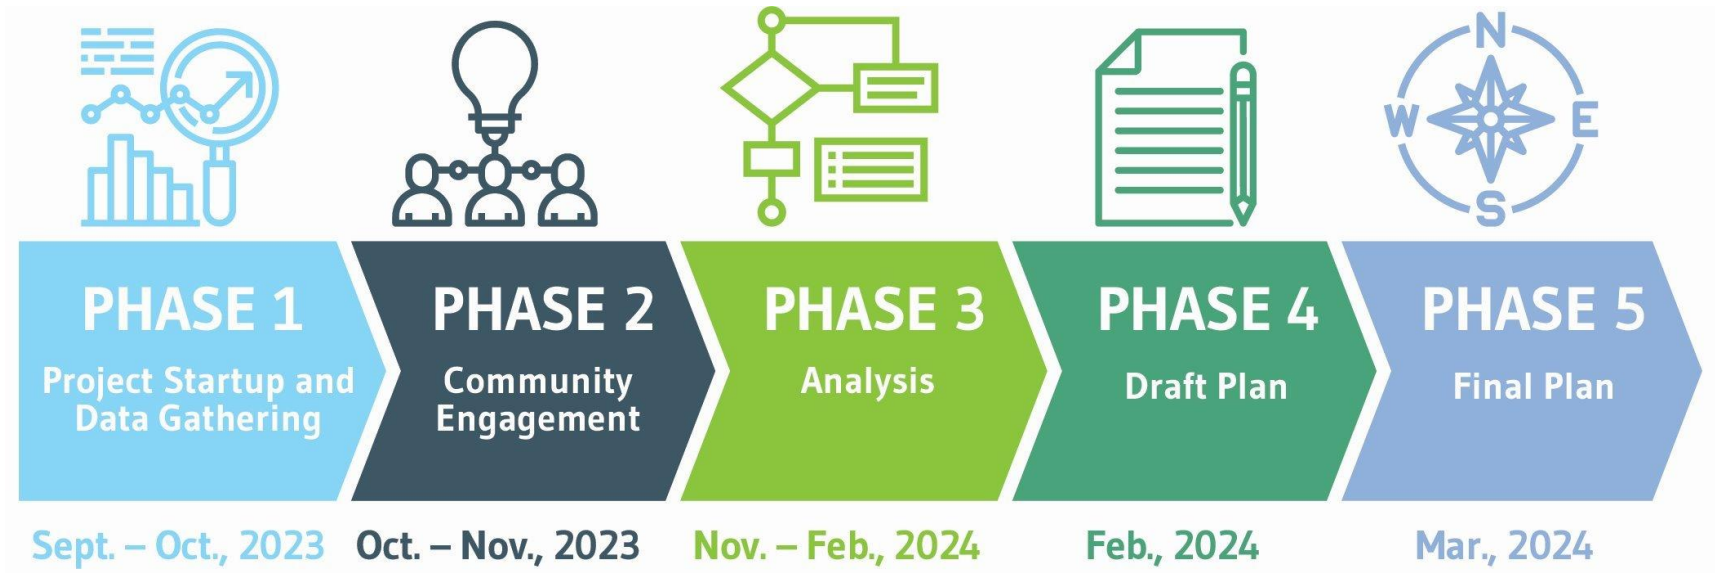 N
W
E
S
PHASE 1
Project Startup and
Data Gathering
Sept. – Oct., 2023
PHASE 2
Community
Engagement
Oct. – Nov., 2023
PHASE 3
Analysis
Nov. – Feb., 2024
PHASE 4
Draft Plan
Feb., 2024
PHASE 5
Final Plan
Mar., 2024